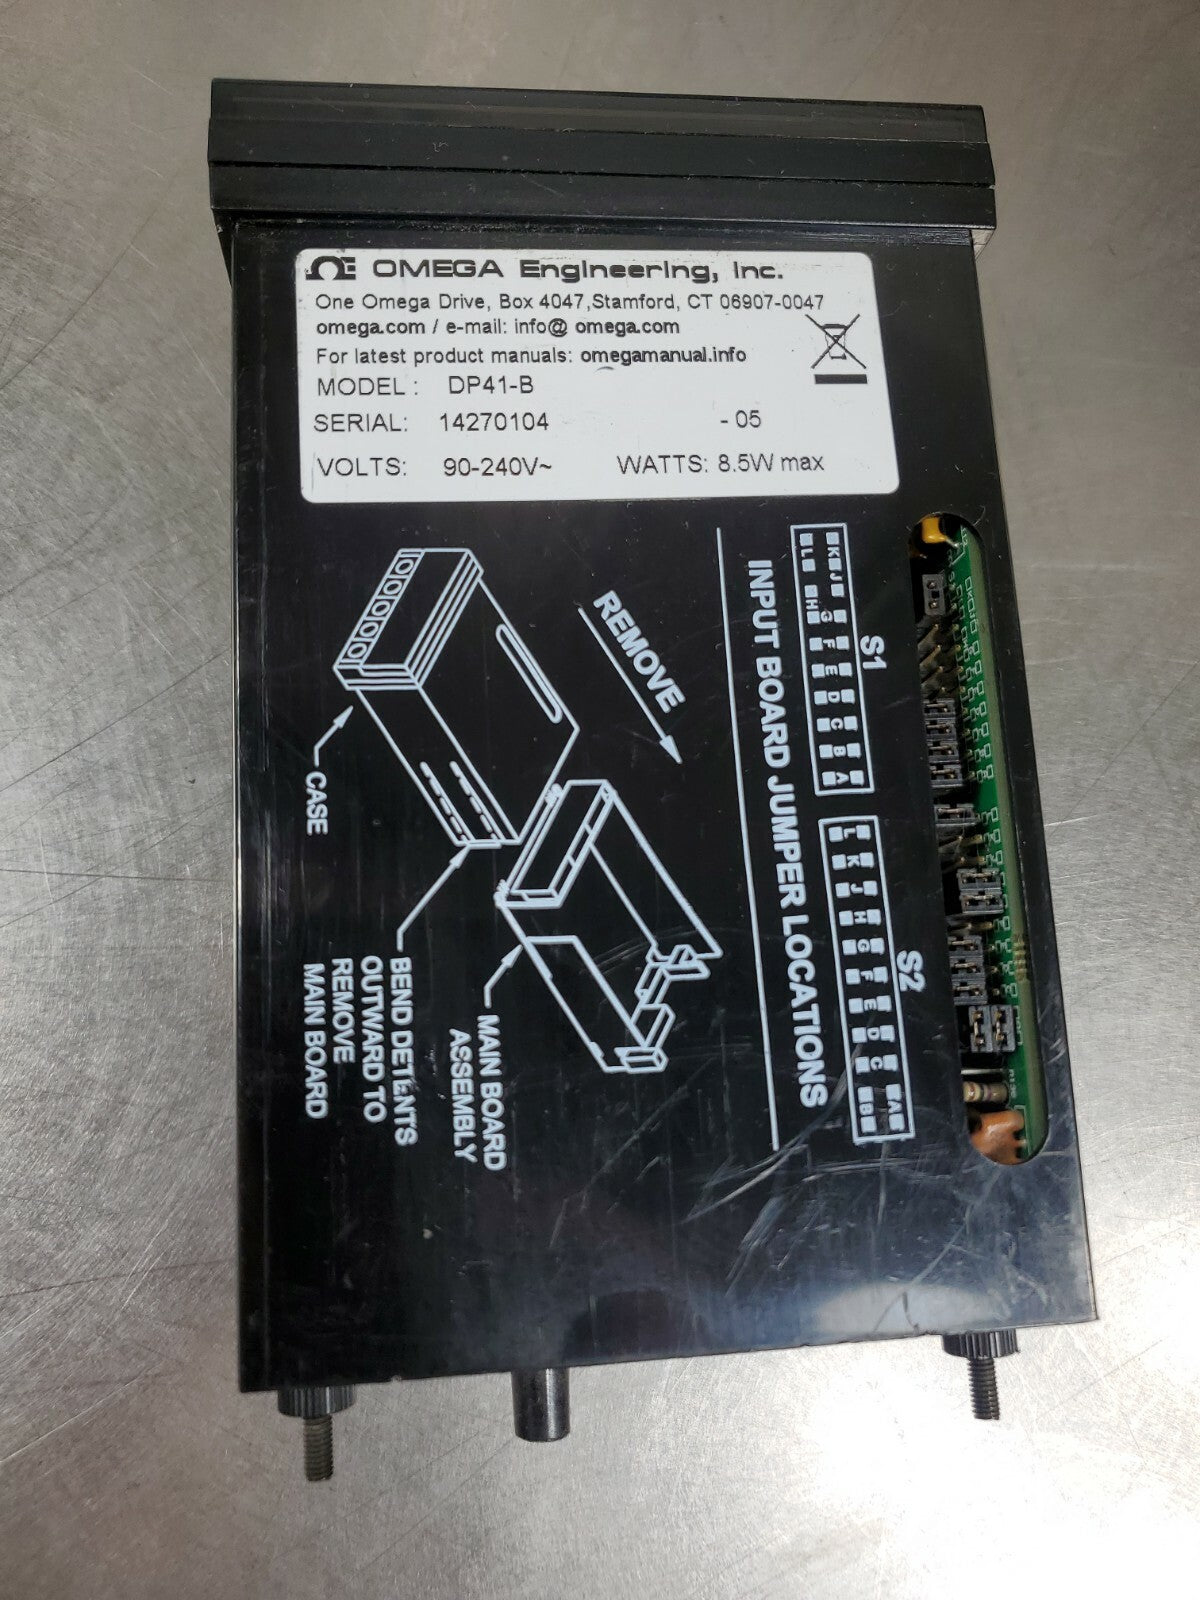 OMEGA Engineering, Inc.
One Omega Drive, Box 4047,Stamford, CT 06907-0047
omega.com / e-mail: info@ omega.com
For latest product manuals: omegamanual.info
MODEL : DP41-B
SERIAL: 14270104 - 05
VOLTS: 90-240V~ WATTS: 8.5W max
S1
K J G F E D C B A
L H
S2
L K J H G F E D C A
B
INPUT BOARD JUMPER LOCATIONS
REMOVE
CASE
BEND DETENTS
OUTWARD TO
REMOVE
MAIN BOARD
MAIN BOARD
ASSEMBLY